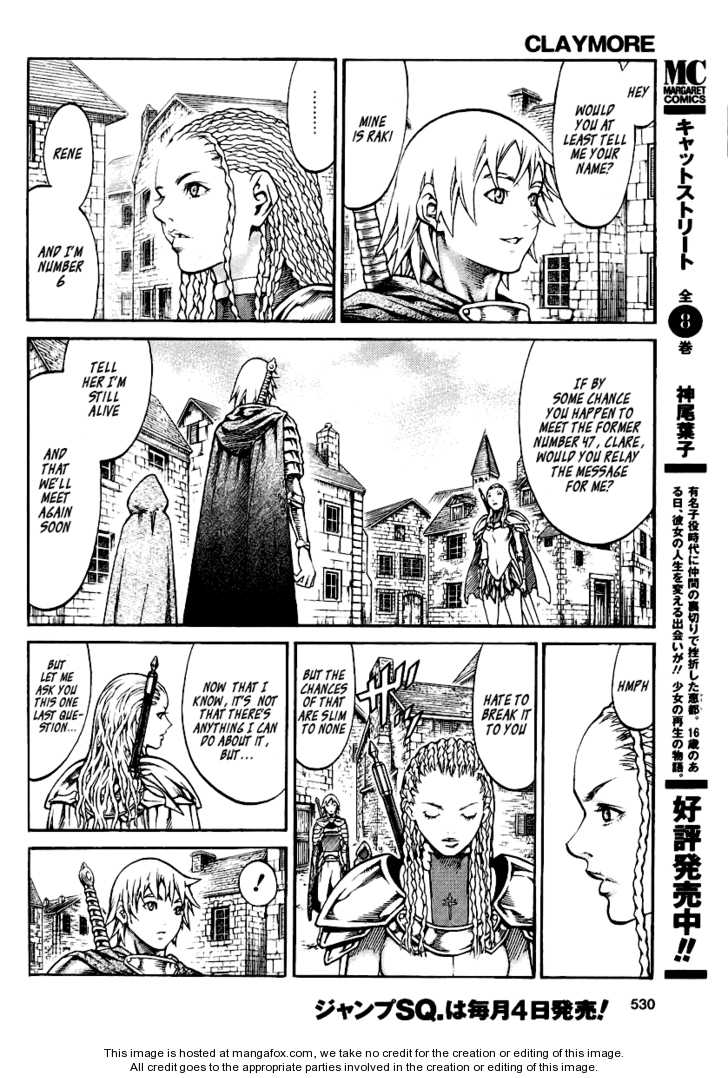 CLAYMORE
HEY
WOULD
YOU AT
LEAST TELL
ME YOUR
NAME?
MINE
IS RAKI
.........
RENE
AND I'M
NUMBER
6
IF BY
SOME CHANCE
YOU HAPPEN TO
MEET THE FORMER
NUMBER 47, CLARE,
WOULD YOU RELAY
THE MESSAGE
FOR ME?
TELL
HER I'M
STILL
ALIVE
AND
THAT
WE'LL
MEET
AGAIN
SOON
HMPH
HATE TO
BREAK IT
TO YOU
BUT THE
CHANCES
OF THAT
ARE SLIM
TO NONE
ザッ
NOW THAT I
KNOW, IT'S NOT
THAT THERE'S
ANYTHING I CAN
DO ABOUT IT,
BUT...
BUT
LET ME
ASK YOU
THIS ONE
LAST QUE-
STION...
!
MC
MARGARET
COMICS
キャットストリート 全8巻 神尾葉子
有名子役時代に仲間の裏切りで挫折した恵都。16歳のあ
る日、彼女の人生を変える出会いが!! 少女の再生の物語。
好評発売中!!
ジャンプSQ.は毎月4日発売!
530
This image is hosted at mangafox.com, we take no credit for the creation or editing of this image.
All credit goes to the appropriate parties involved in the creation or editing of this image.